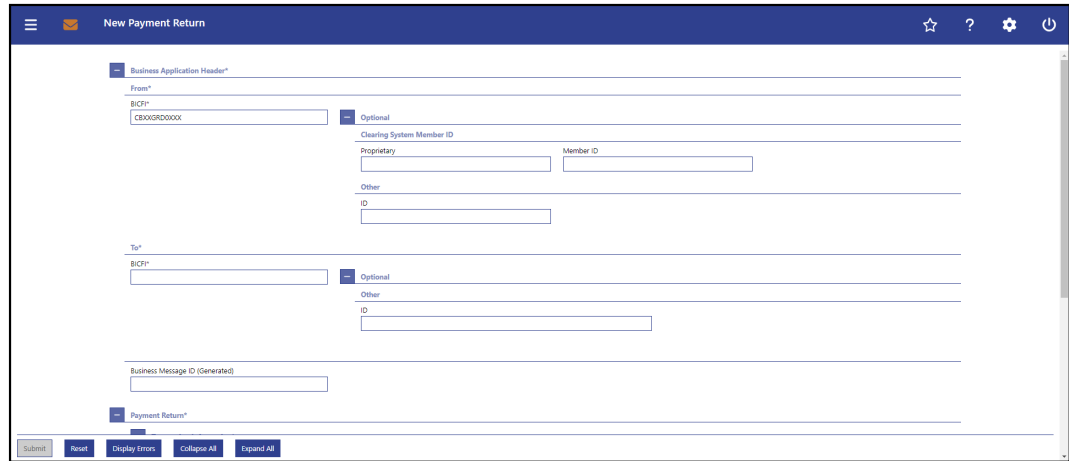 New Payment Return
?
Business Application Header*
From*
BICFI*
CBXXGRD0XXX
Optional
Clearing System Member ID
Proprietary Member ID
Other
ID
To*
BICFI*
Optional
Other
ID
Business Message ID (Generated)
Payment Return*
Submit Reset Display Errors Collapse All Expand All